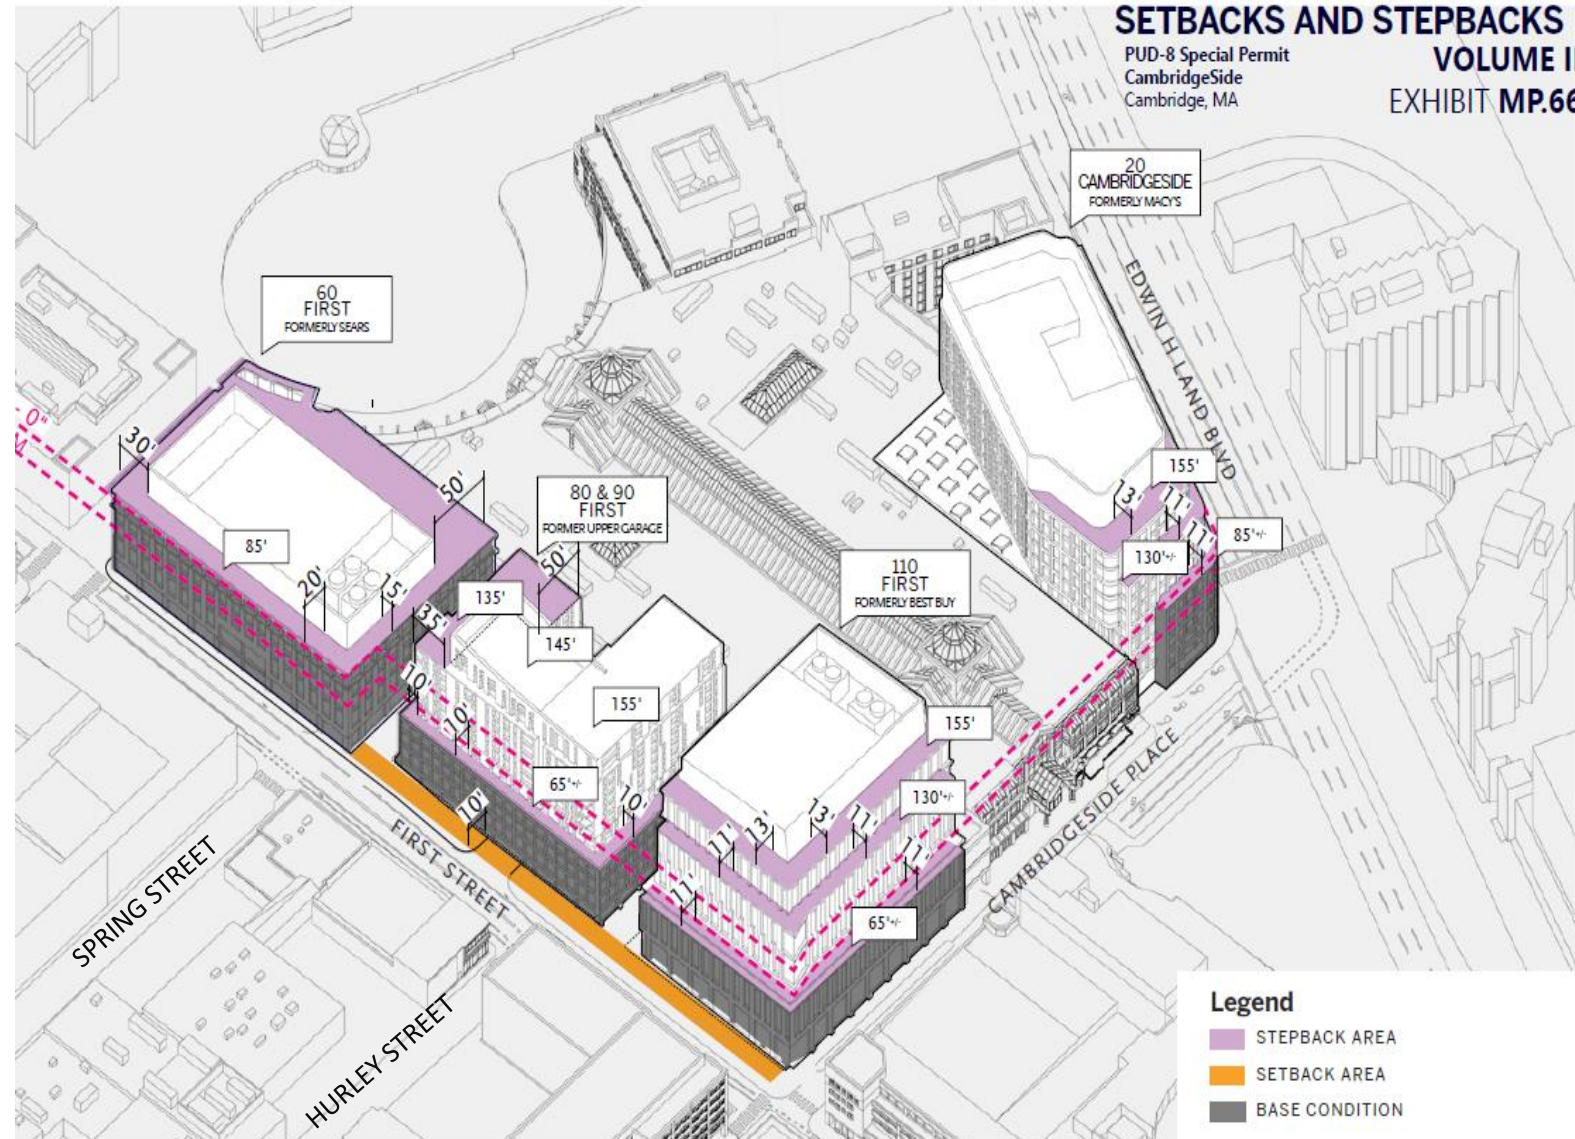 SETBACKS AND STEPBACKS
PUD-8 Special Permit
CambridgeSide
Cambridge, MA
VOLUME II
EXHIBIT MP.66
20
CAMBRIDGESIDE
FORMERLY MACY'S
EDWIN H LAND BLVD
60
FIRST
FORMERLY SEARS
0"
M
30'
50'
85'
20'
15'
80 & 90
FIRST
FORMER UPPER GARAGE
50'
35'
135'
145'
155'
10'
10'
65'+/-
10'
10'
110
FIRST
FORMERLY BEST BUY
155'
130'+/-
13'
13'
11'
11'
11'
11'
65'+/-
155'
13'
11'
11'
130'+/-
85'+/-
FIRST STREET
CAMBRIDGESIDE PLACE
SPRING STREET
HURLEY STREET
Legend
STEPBACK AREA
SETBACK AREA
BASE CONDITION